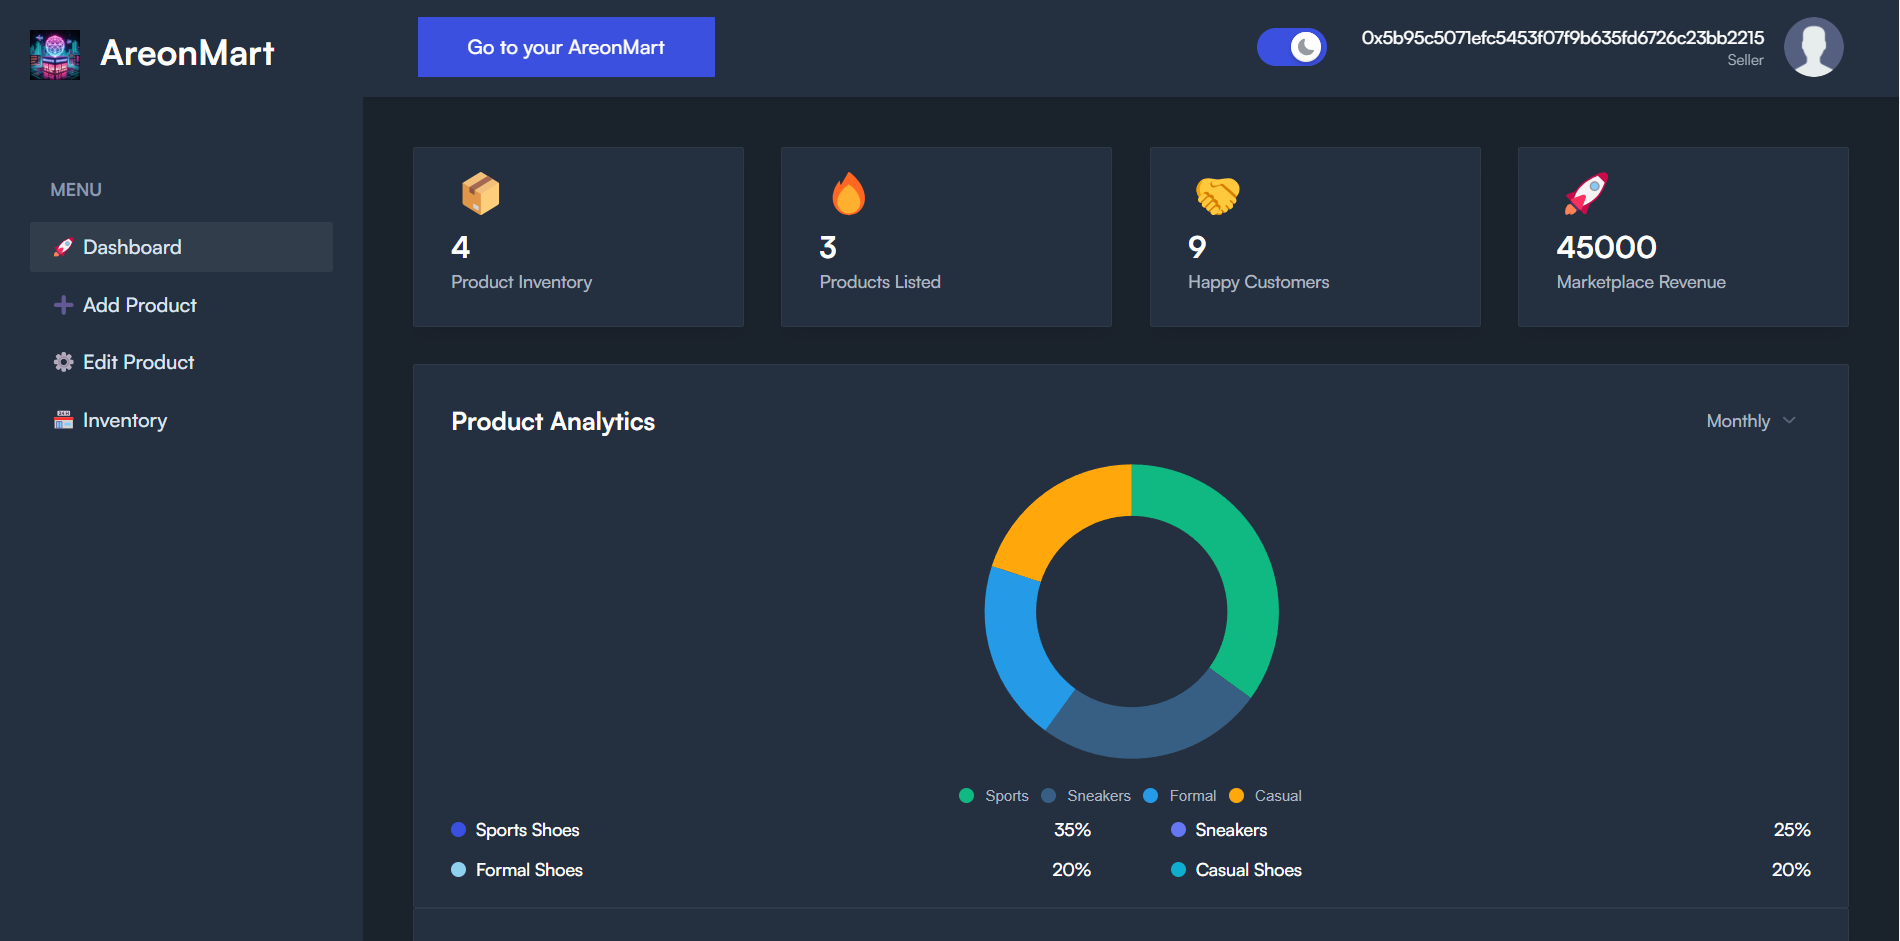 AreonMart
Go to your AreonMart
0x5b95c5071efc5453f07f9b635fd6726c23bb2215
Seller
MENU
Dashboard
Add Product
Edit Product
Inventory
4
Product Inventory
3
Products Listed
9
Happy Customers
45000
Marketplace Revenue
Product Analytics
Monthly
Sports Sneakers Formal Casual
Sports Shoes 35%
Sneakers 25%
Formal Shoes 20%
Casual Shoes 20%